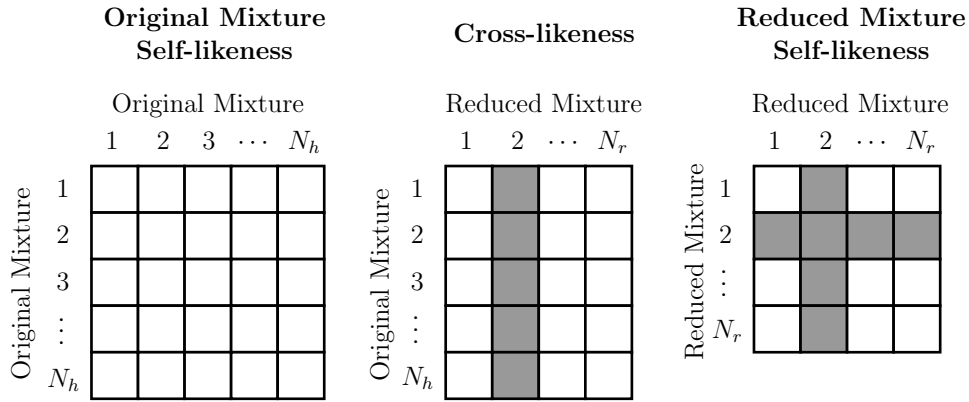 Original Mixture
Self-likeness
Original Mixture
1 2 3 ⋯ N_h
Original Mixture
1
2
3
⋮
N_h
Cross-likeness
Reduced Mixture
1 2 ⋯ N_r
Original Mixture
1
2
3
⋮
N_h
Reduced Mixture
Self-likeness
Reduced Mixture
1 2 ⋯ N_r
Reduced Mixture
1
2
⋮
N_r